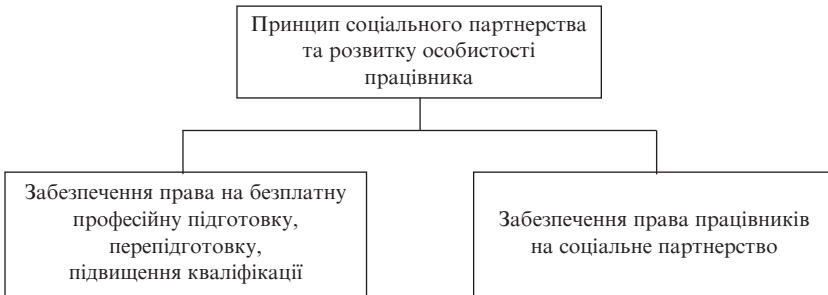 Принцип соціального партнерства
та розвитку особистості
працівника
Забезпечення права на безплатну
професійну підготовку,
перепідготовку,
підвищення кваліфікації
Забезпечення права працівників
на соціальне партнерство